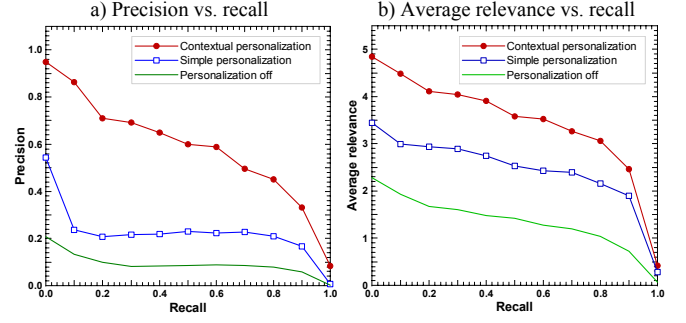 a) Precision vs. recall
1.0
0.8
0.6
0.4
0.2
0.0
Precision
Contextual personalization
Simple personalization
Personalization off
0.0 0.2 0.4 0.6 0.8 1.0
Recall
b) Average relevance vs. recall
5
4
3
2
1
0
Average relevance
Contextual personalization
Simple personalization
Personalization off
0.0 0.2 0.4 0.6 0.8 1.0
Recall